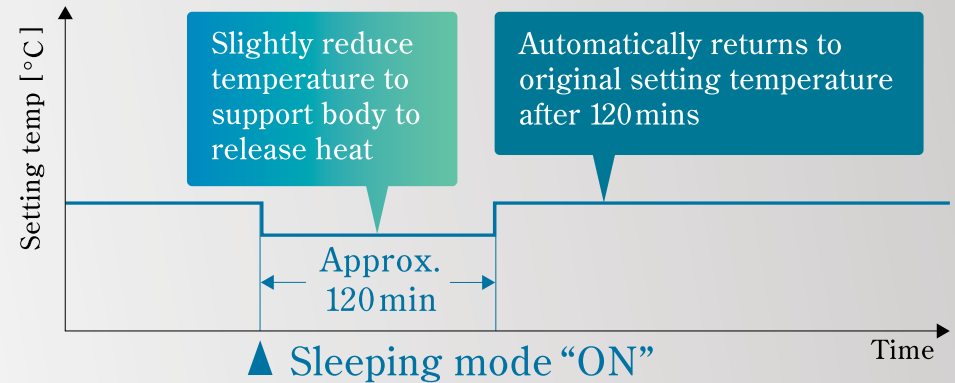 Setting temp [°C]
Slightly reduce
temperature to
support body to
release heat
Automatically returns to
original setting temperature
after 120 mins
Approx.
120 min
Time
Sleeping mode “ON”